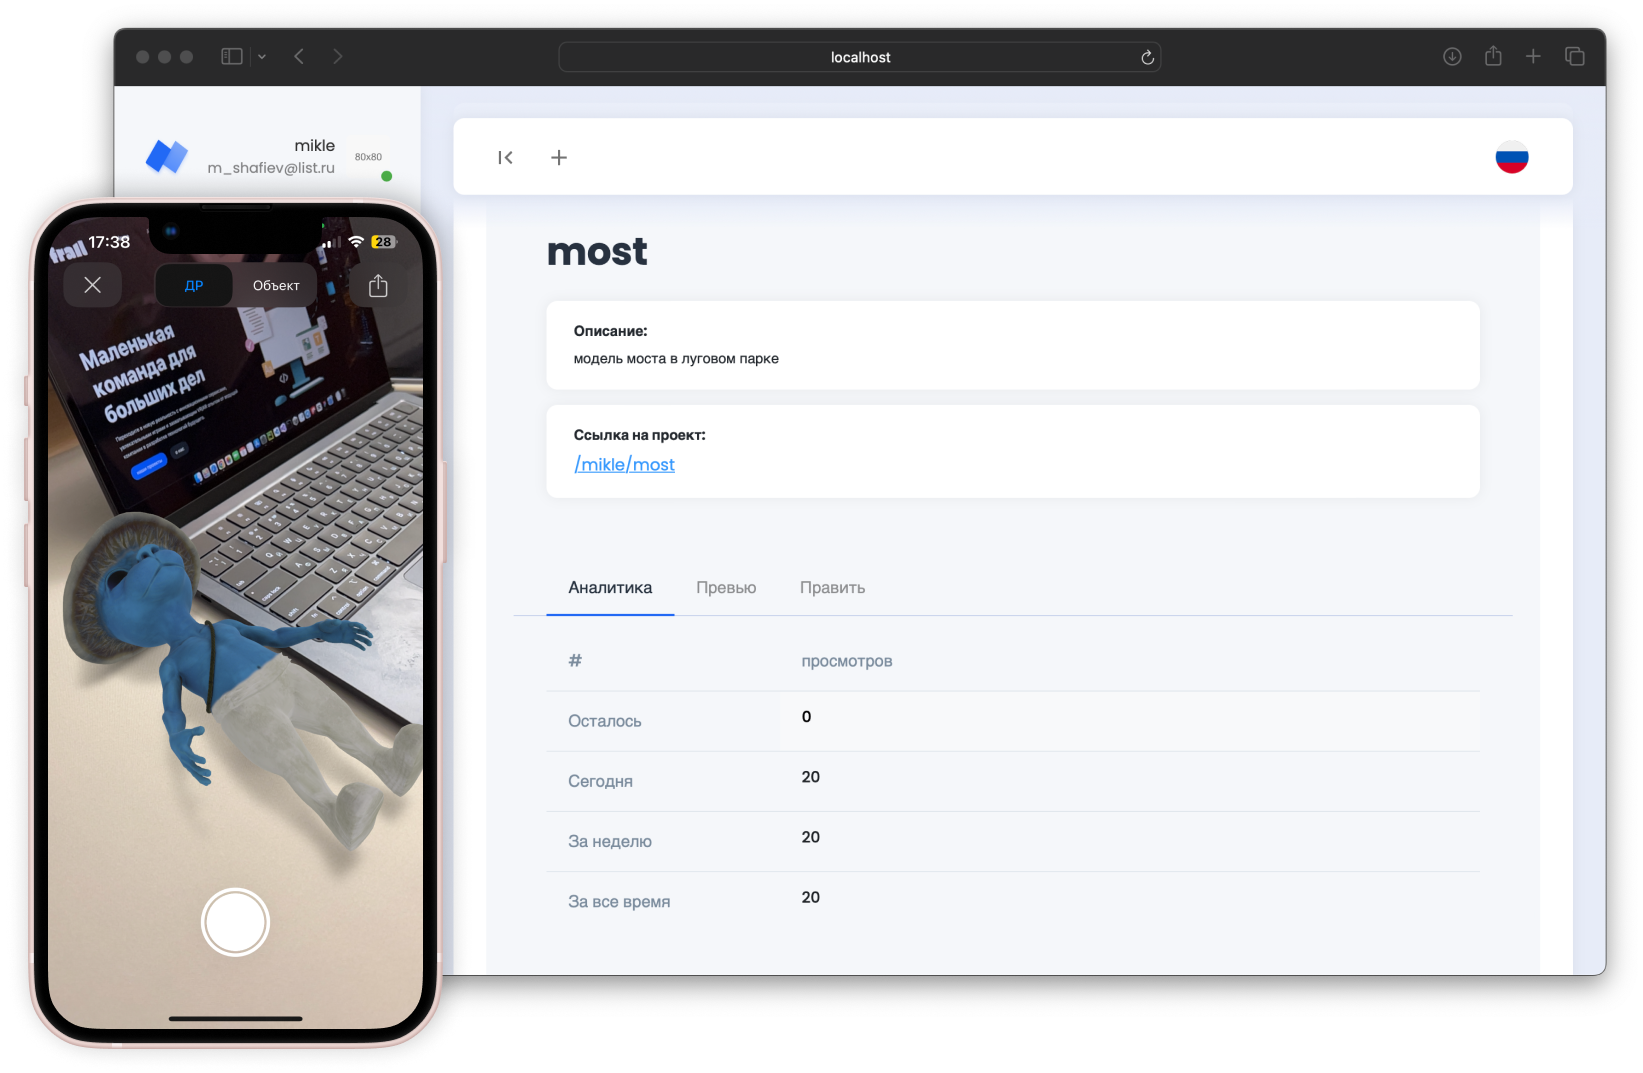 localhost
mikle
m_shafiev@list.ru
80x80
most
Описание:
модель моста в луговом парке
Ссылка на проект:
/mikle/most
Аналитика Превью Править
# просмотров
Осталось 0
Сегодня 20
За неделю 20
За все время 20
17:38
28
ДР Объект
Маленькая
команда для
больших дел